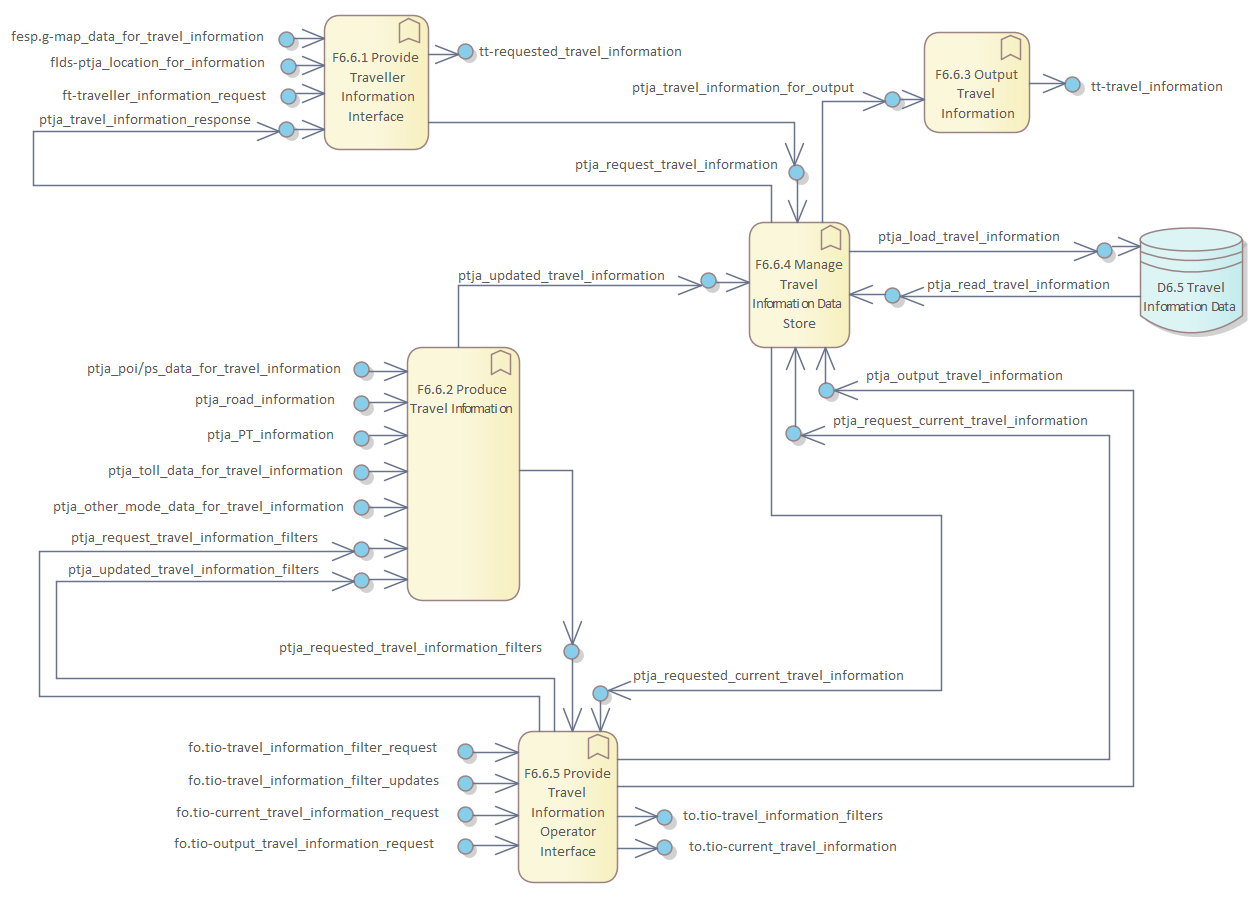 fesp.g-map_data_for_travel_information
flds-ptja_location_for_information
ft-traveller_information_request
ptja_travel_information_response
F6.6.1 Provide
Traveller
Information
Interface
tt-requested_travel_information
ptja_travel_information_for_output
F6.6.3 Output
Travel
Information
tt-travel_information
ptja_request_travel_information
F6.6.4 Manage
Travel
Information Data
Store
ptja_load_travel_information
ptja_read_travel_information
D6.5 Travel
Information Data
ptja_updated_travel_information
ptja_poi/ps_data_for_travel_information
ptja_road_information
ptja_PT_information
ptja_toll_data_for_travel_information
ptja_other_mode_data_for_travel_information
ptja_request_travel_information_filters
ptja_updated_travel_information_filters
F6.6.2 Produce
Travel Information
ptja_output_travel_information
ptja_request_current_travel_information
ptja_requested_travel_information_filters
ptja_requested_current_travel_information
fo.tio-travel_information_filter_request
fo.tio-travel_information_filter_updates
fo.tio-current_travel_information_request
fo.tio-output_travel_information_request
F6.6.5 Provide
Travel
Information
Operator
Interface
to.tio-travel_information_filters
to.tio-current_travel_information